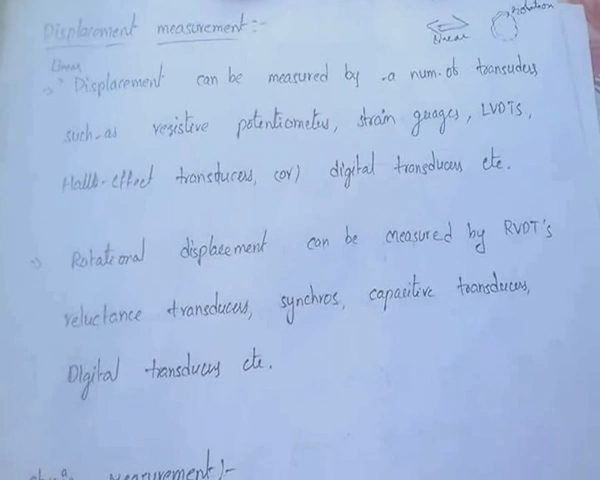 Displacement measurement:-
Linear
rotation
Linear
Displacement can be measured by a num. of transducers
such as resistive potentiometers, strain guages, LVDTs,
Hall-effect transducers, (or) digital transducers etc.
Rotational displacement can be measured by RVDT's
reluctance transducers, synchros, capacitive transducers,
Digital transducers etc.
measurement:-